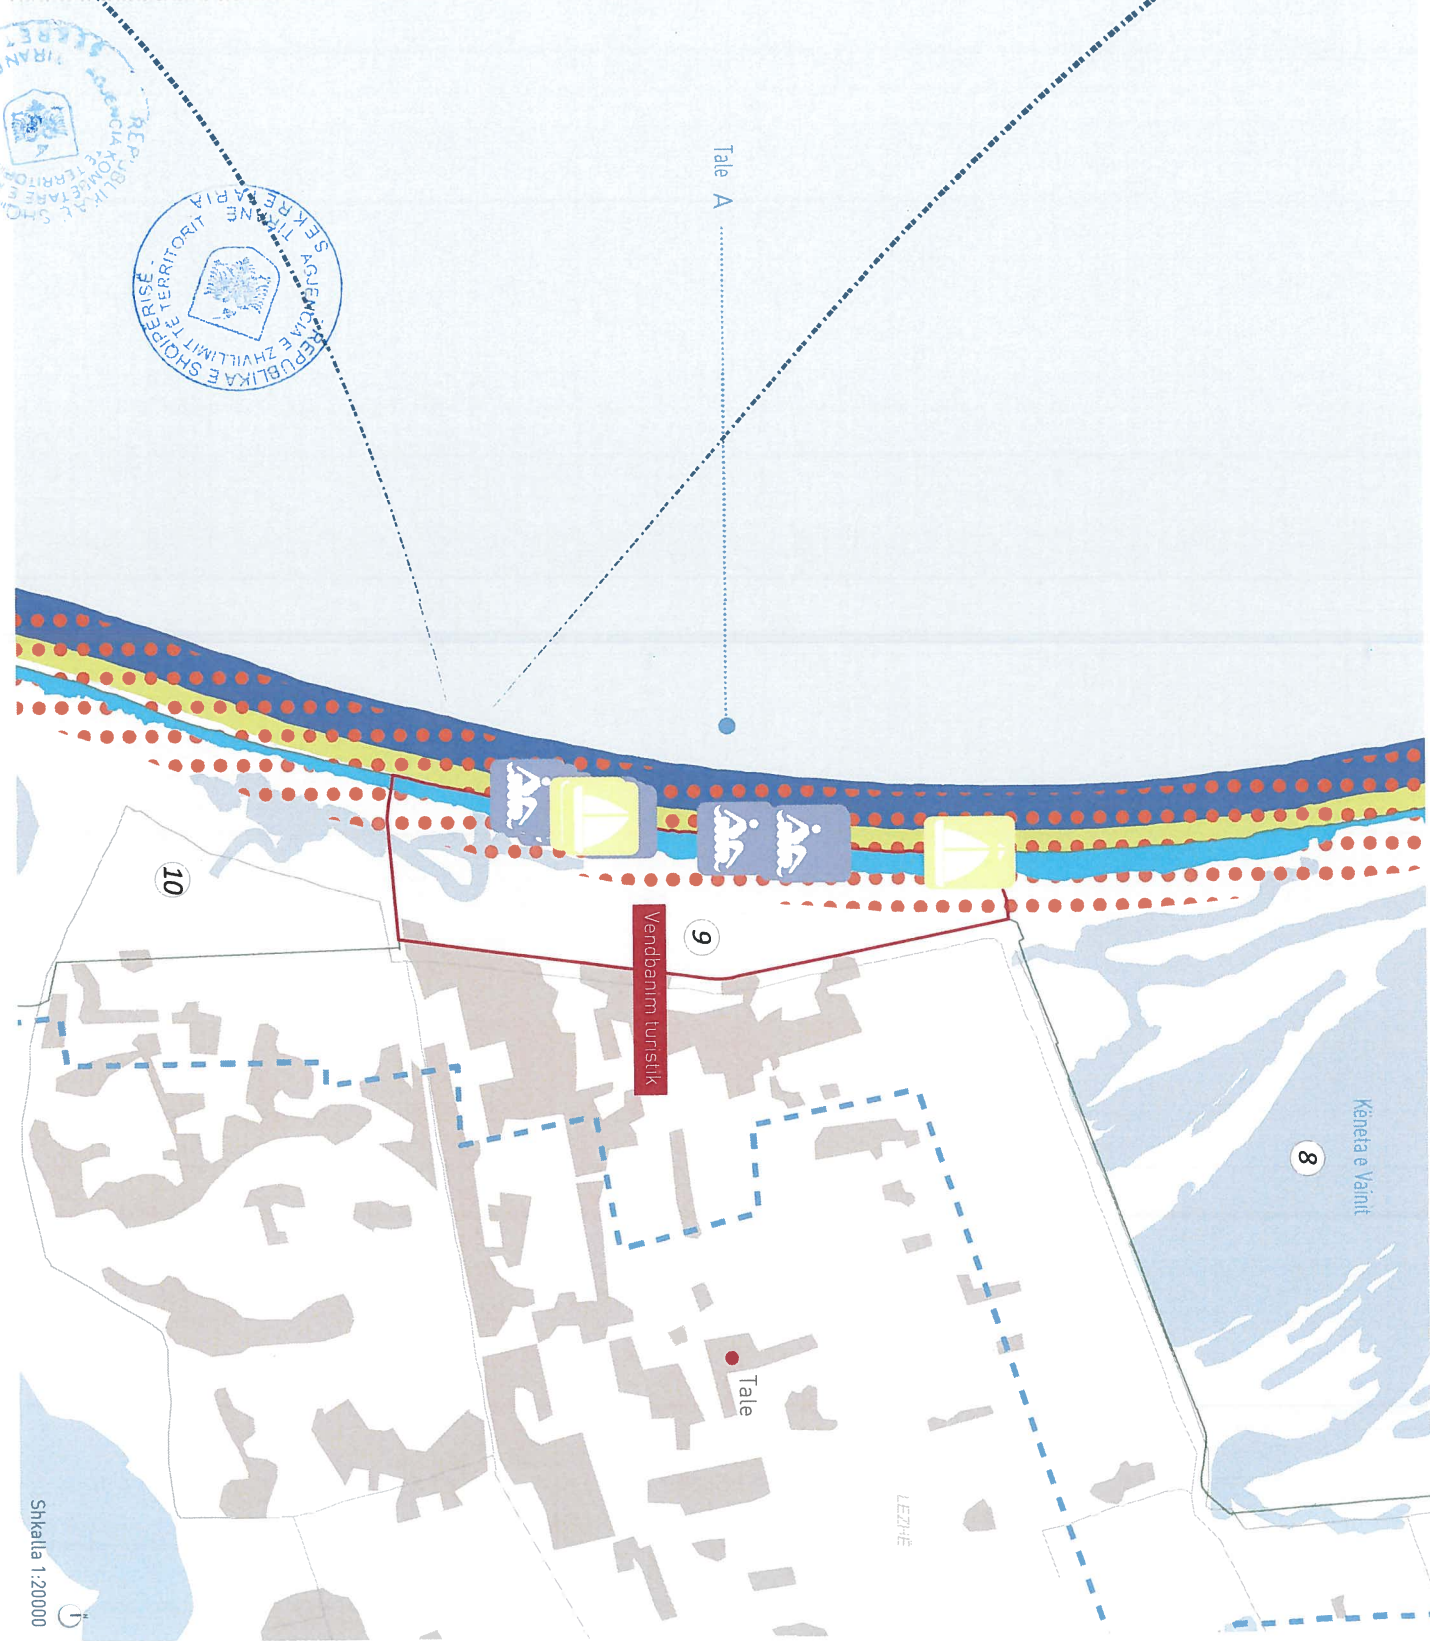 Tale A
REPUBLIKA E SHQIPËRISË
AGJENCIA E ZHVILLIMIT TË TERRITORIT
TIRANË
SEKRETARIA
10
9
8
Vendbanim turistik
Këneta e Vainit
Tale
LEZHË
Shkalla 1:20000
N